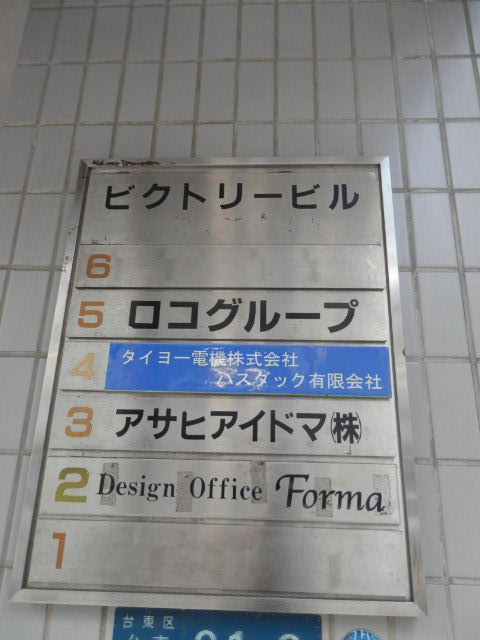 ビクトリービル
6
5 ロコグループ
4 タイヨー電機株式会社
ハスダック有限会社
3 アサヒアイドマ㈱
2 Design Office Forma
1
台東区